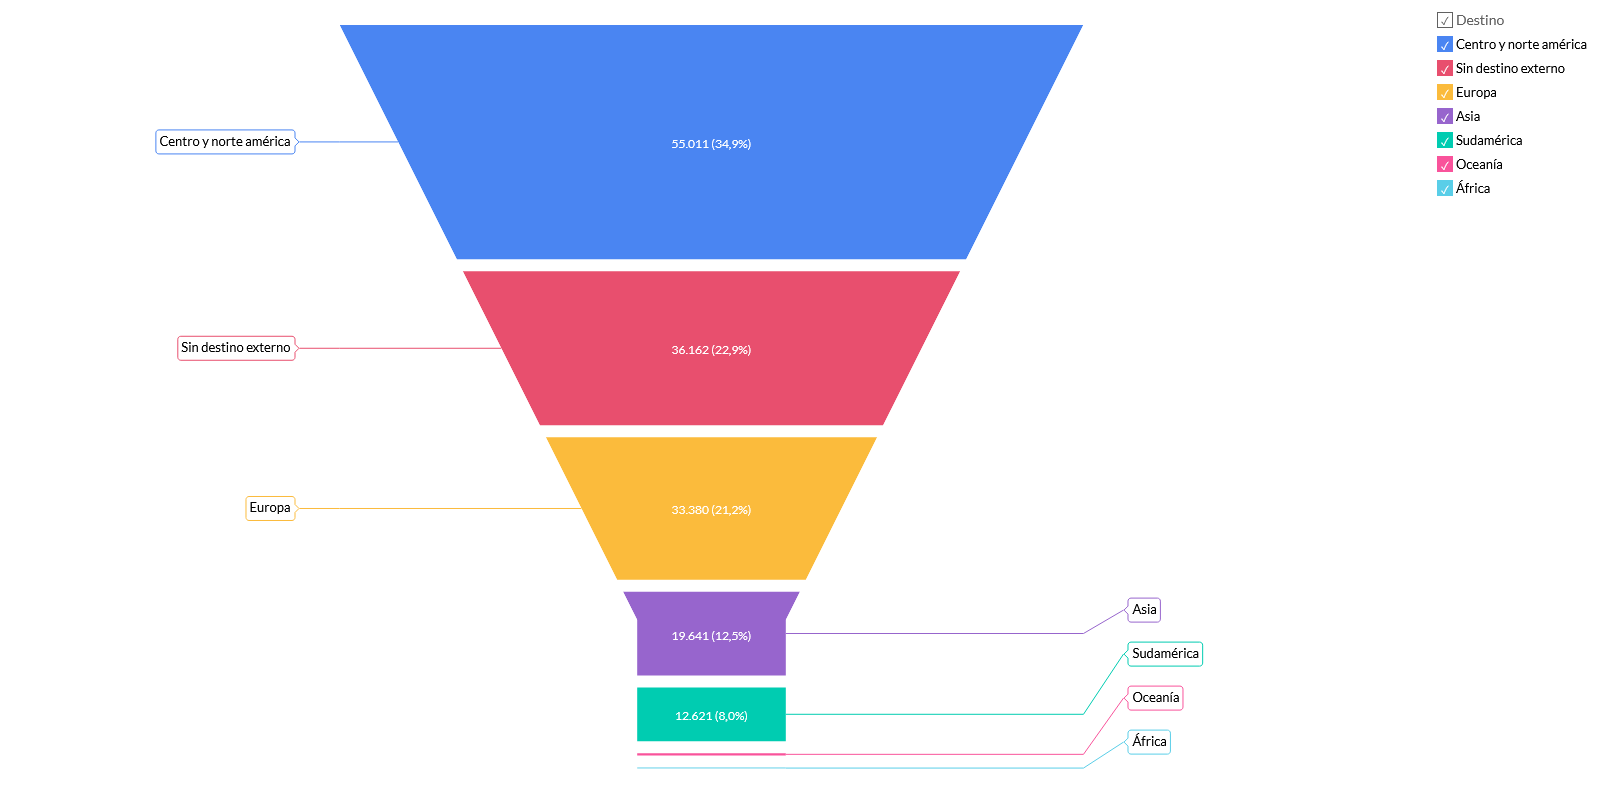 Destino
Centro y norte américa
Sin destino externo
Europa
Asia
Sudamérica
Oceanía
África
Centro y norte américa
55.011 (34,9%)
Sin destino externo
36.162 (22,9%)
Europa
33.380 (21,2%)
Asia
19.641 (12,5%)
Sudamérica
12.621 (8,0%)
Oceanía
África